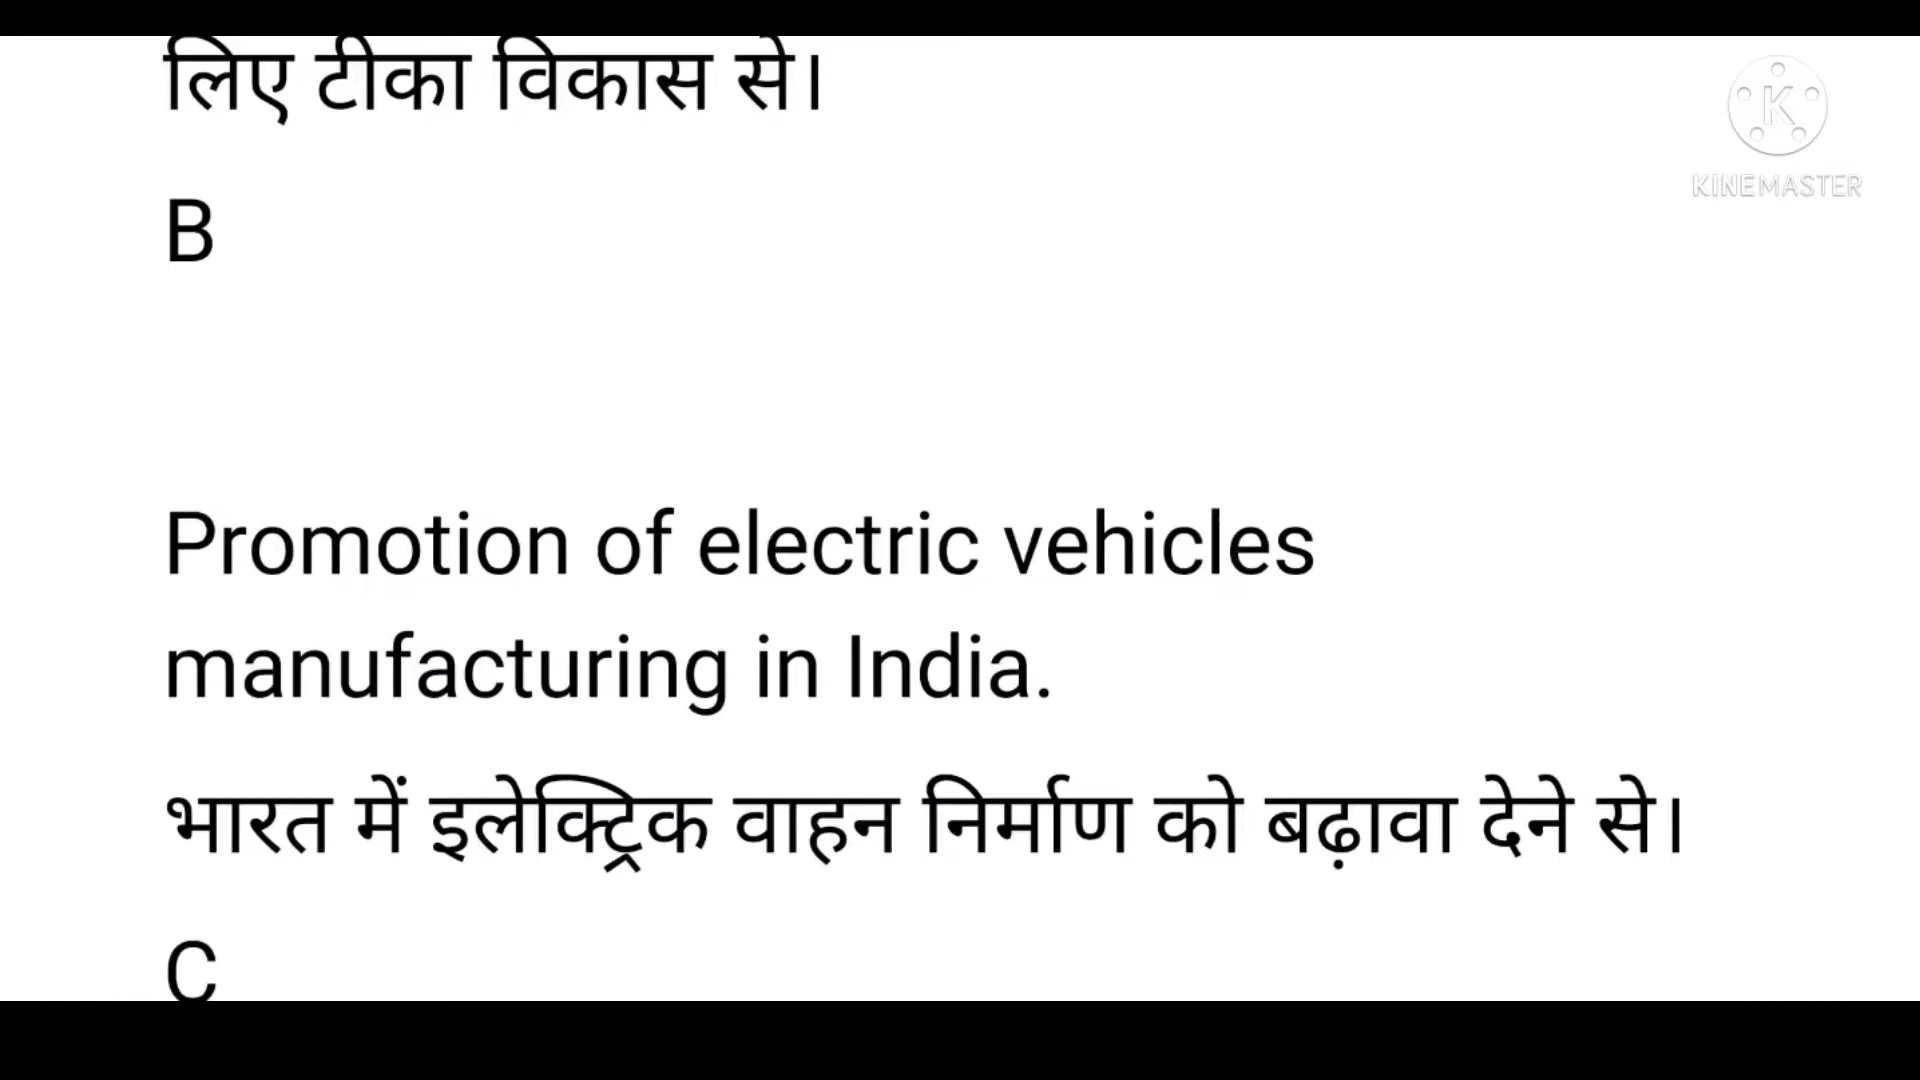 लिए टीका विकास से।
K
KINEMASTER
B
Promotion of electric vehicles
manufacturing in India.
भारत में इलेक्ट्रिक वाहन निर्माण को बढ़ावा देने से।
C